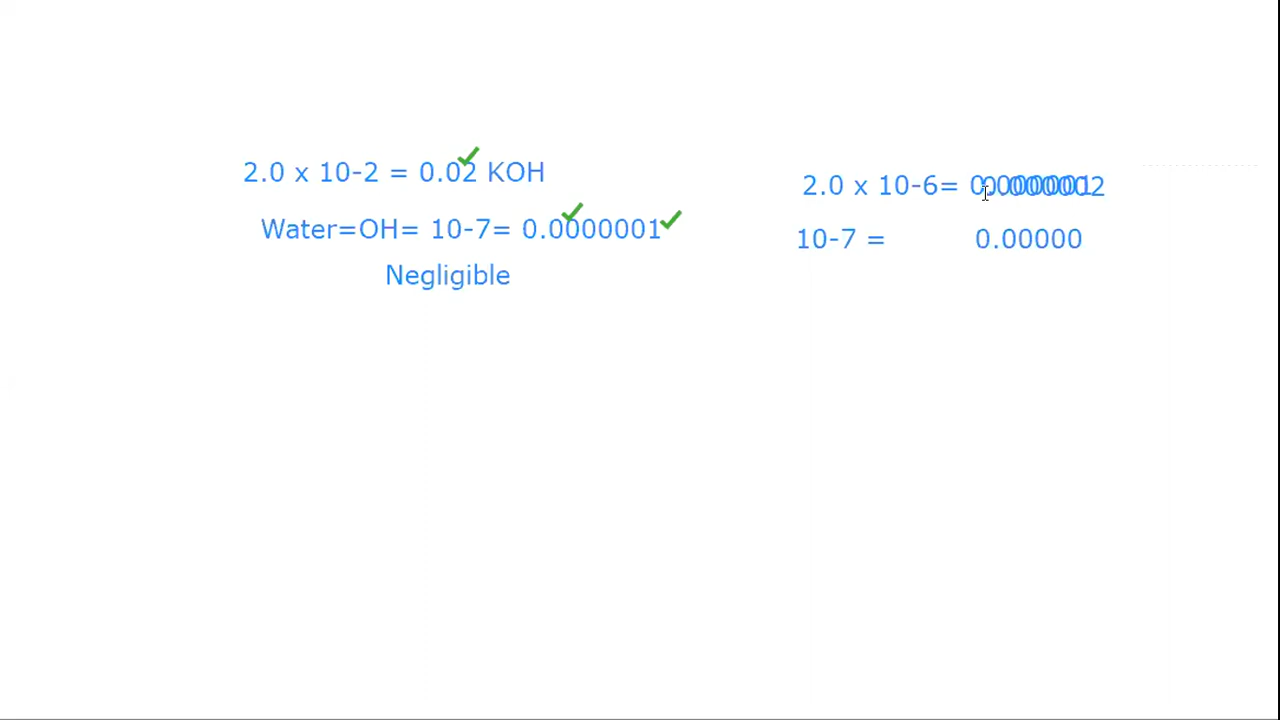 2.0 x 10-2 = 0.02 KOH
Water=OH= 10-7= 0.0000001
Negligible
2.0 x 10-6=
10-7 = 0.00000